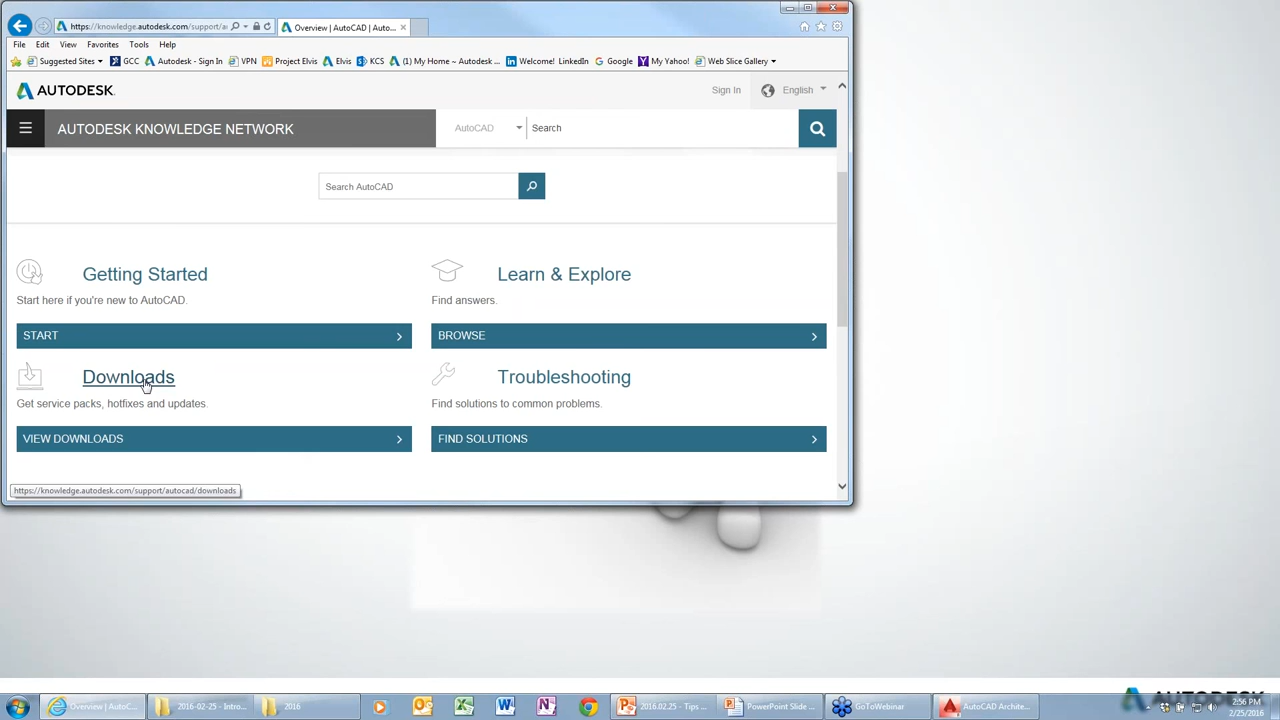 https://knowledge.autodesk.com/support/a
Overview | AutoCAD | Auto...
File Edit View Favorites Tools Help
Suggested Sites GCC Autodesk - Sign In VPN Project Elvis Elvis KCS (1) My Home ~ Autodesk ... Welcome! LinkedIn Google My Yahoo! Web Slice Gallery
AUTODESK. Sign In English
AUTODESK KNOWLEDGE NETWORK AutoCAD Search
Search AutoCAD
Getting Started
Start here if you're new to AutoCAD.
START
Learn & Explore
Find answers.
BROWSE
Downloads
Get service packs, hotfixes and updates.
VIEW DOWNLOADS
Troubleshooting
Find solutions to common problems.
FIND SOLUTIONS
https://knowledge.autodesk.com/support/autocad/downloads
AUTODESK
Overview | AutoC... 2016-02-25 - Intro... 2016 2016.02.25 - Tips ... PowerPoint Slide ... GoToWebinar AutoCAD Archite...
2:56 PM
2/25/2016